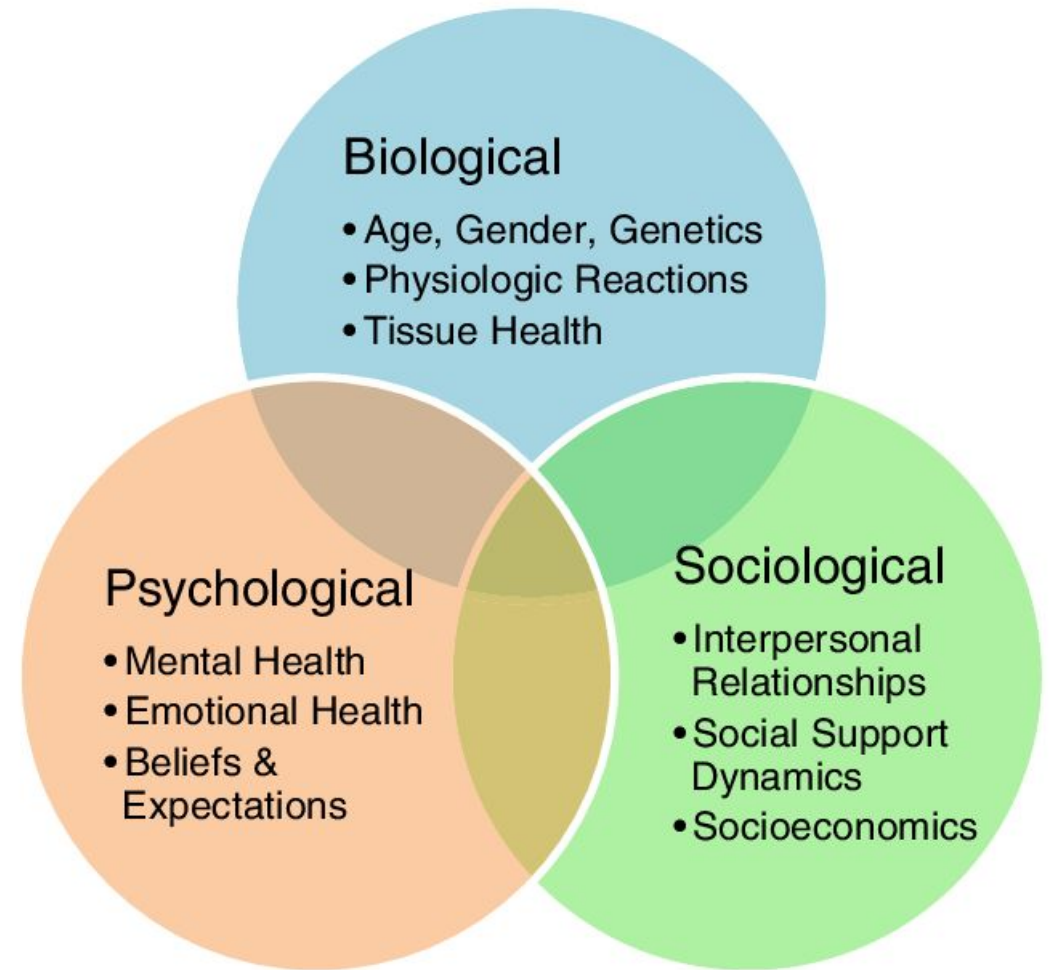 Biological
• Age, Gender, Genetics
• Physiologic Reactions
• Tissue Health
Psychological
• Mental Health
• Emotional Health
• Beliefs &
Expectations
Sociological
• Interpersonal
Relationships
• Social Support
Dynamics
• Socioeconomics